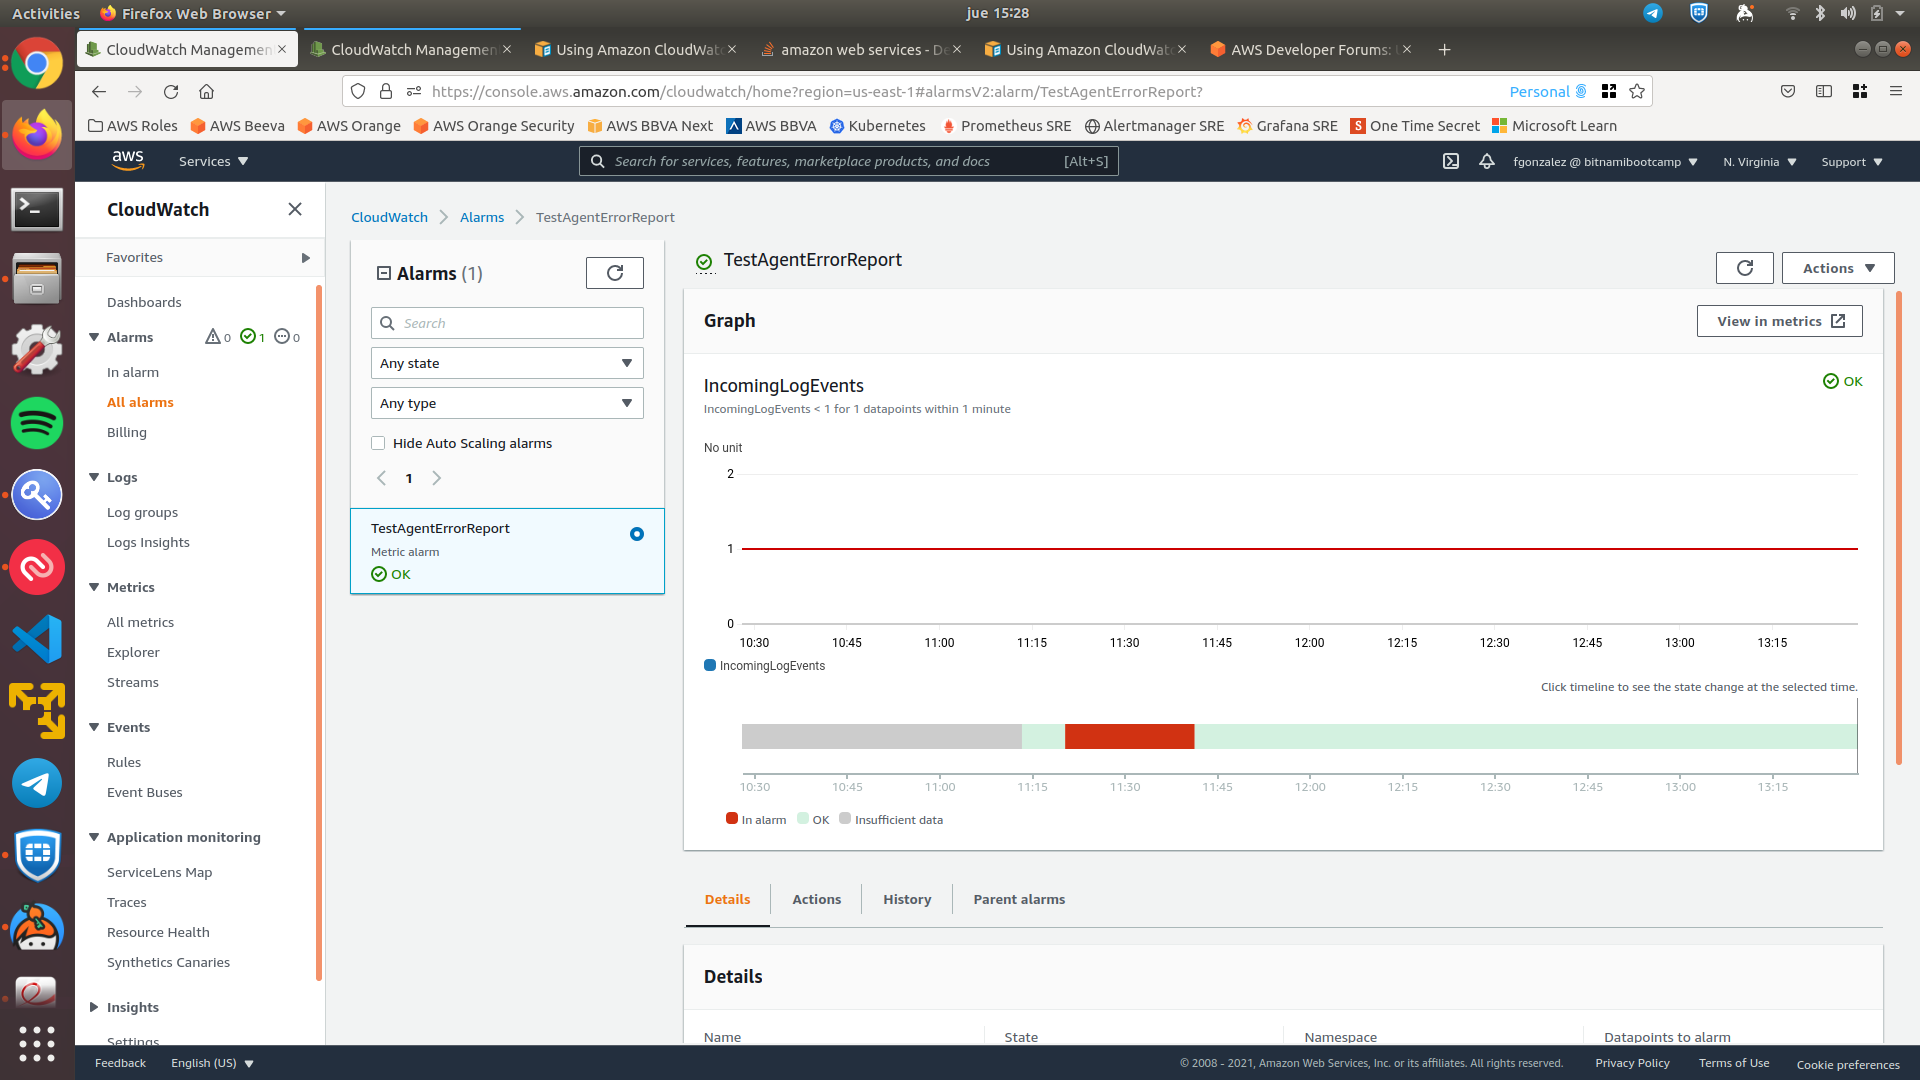 Activities Firefox Web Browser jue 15:28
CloudWatch Managemen CloudWatch Managemen Using Amazon CloudWat amazon web services - De Using Amazon CloudWat AWS Developer Forums:
https://console.aws.amazon.com/cloudwatch/home?region=us-east-1#alarmsV2:alarm/TestAgentErrorReport? Personal
AWS Roles AWS Beeva AWS Orange AWS Orange Security AWS BBVA Next AWS BBVA Kubernetes Prometheus SRE Alertmanager SRE Grafana SRE One Time Secret Microsoft Learn
aws Services Search for services, features, marketplace products, and docs [Alt+S] fgonzalez @ bitnamibootcamp N. Virginia Support
CloudWatch
Favorites
Dashboards
Alarms 0 1 0
In alarm
All alarms
Billing
Logs
Log groups
Logs Insights
Metrics
All metrics
Explorer
Streams
Events
Rules
Event Buses
Application monitoring
ServiceLens Map
Traces
Resource Health
Synthetics Canaries
Insights
Settings
CloudWatch Alarms TestAgentErrorReport
Alarms (1)
Search
Any state
Any type
Hide Auto Scaling alarms
1
TestAgentErrorReport
Metric alarm
OK
TestAgentErrorReport
Actions
Graph
View in metrics
IncomingLogEvents
OK
IncomingLogEvents < 1 for 1 datapoints within 1 minute
No unit
2
1
0
10:30 10:45 11:00 11:15 11:30 11:45 12:00 12:15 12:30 12:45 13:00 13:15
IncomingLogEvents
Click timeline to see the state change at the selected time.
10:30 10:45 11:00 11:15 11:30 11:45 12:00 12:15 12:30 12:45 13:00 13:15
In alarm OK Insufficient data
Details Actions History Parent alarms
Details
Name State Namespace Datapoints to alarm
Feedback English (US) © 2008 - 2021, Amazon Web Services, Inc. or its affiliates. All rights reserved. Privacy Policy Terms of Use Cookie preferences